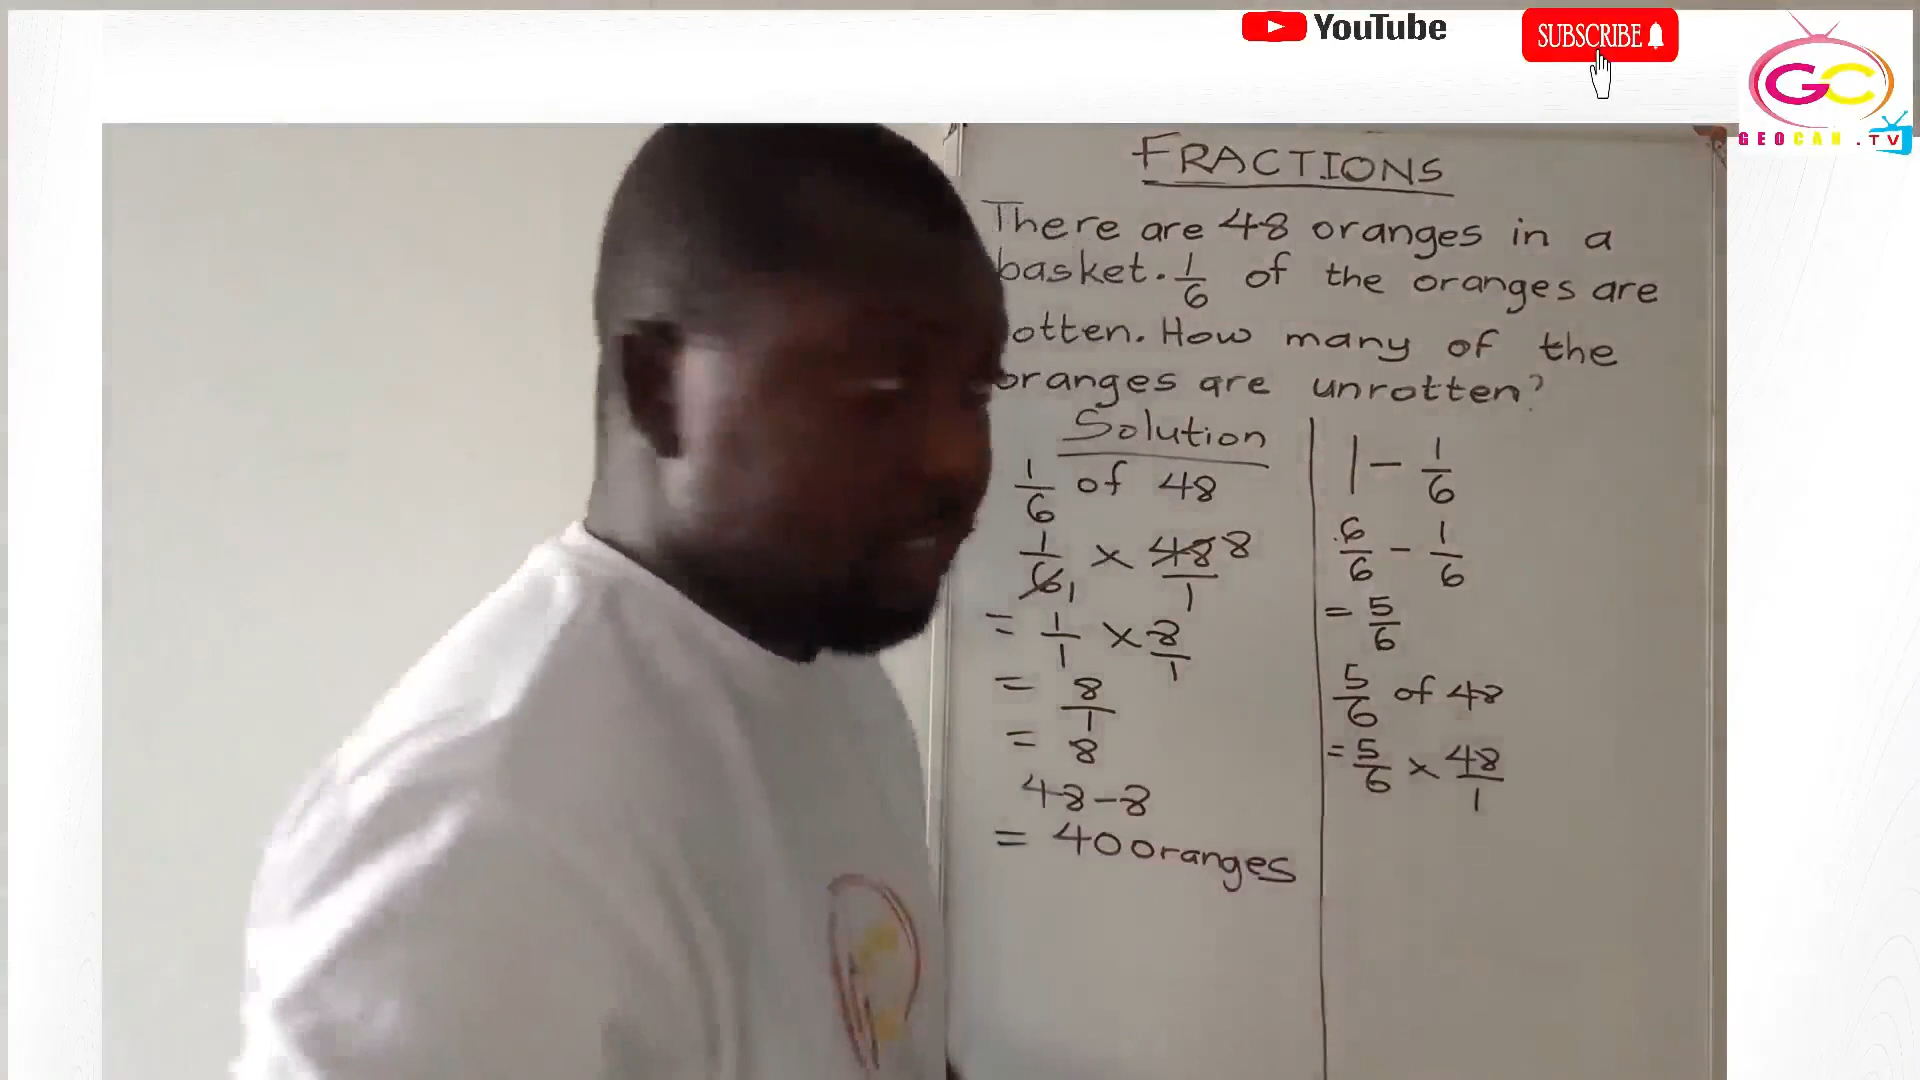 YouTube
SUBSCRIBE
GC
GEOCAN.TV
FRACTIONS
There are 48 oranges in a
basket. 1/6 of the oranges are
otten. How many of the
oranges are unrotten?
Solution
1/6 of 48
1/6 1 × 48 8/1
= 1/1 × 8/1
= 8/1
= 8
48-8
= 40 oranges
1 - 1/6
6/6 - 1/6
= 5/6
5/6 of 48
= 5/6 × 48/1